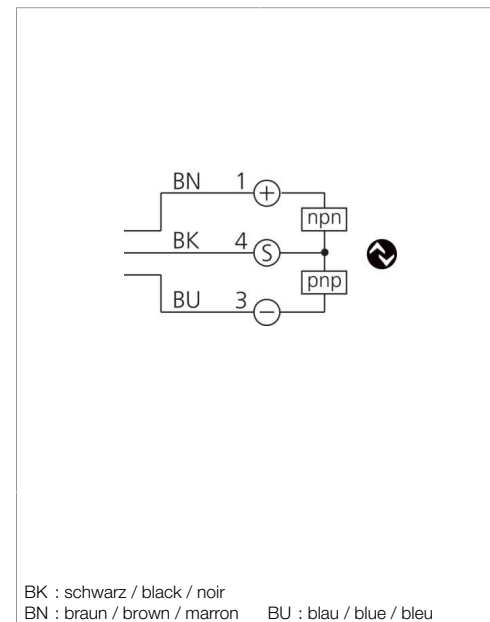 BN 1 +
npn
BK 4 S
pnp
BU 3 −
BK : schwarz / black / noir
BN : braun / brown / marron BU : blau / blue / bleu